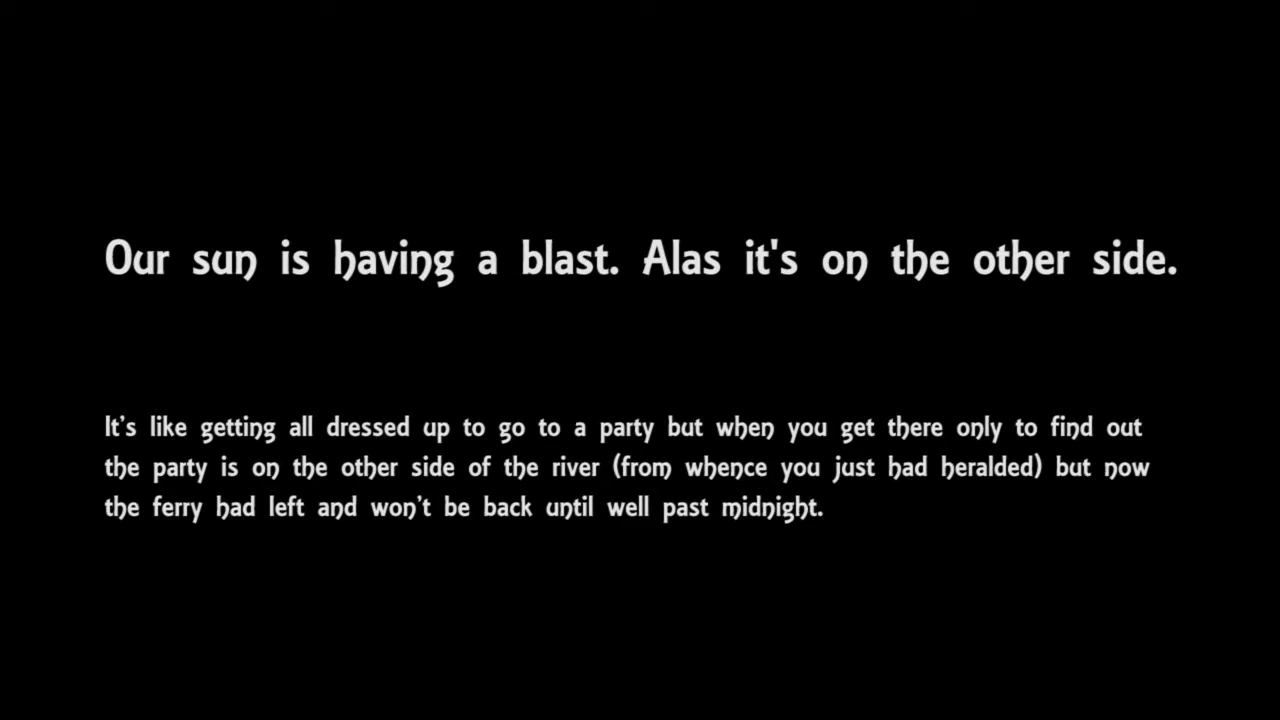 Our sun is having a blast. Alas it's on the other side.
It’s like getting all dressed up to go to a party but when you get there only to find out
the party is on the other side of the river (from whence you just had heralded) but now
the ferry had left and won’t be back until well past midnight.